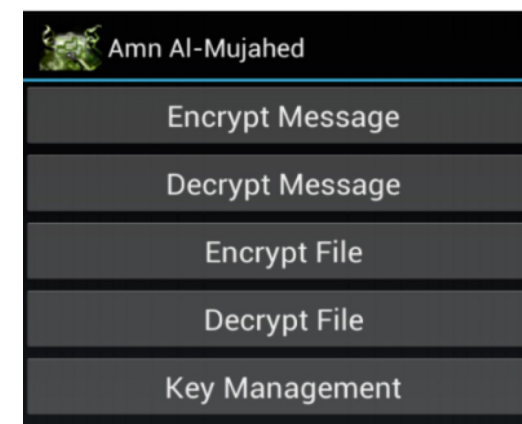 Amn Al-Mujahed
Encrypt Message
Decrypt Message
Encrypt File
Decrypt File
Key Management